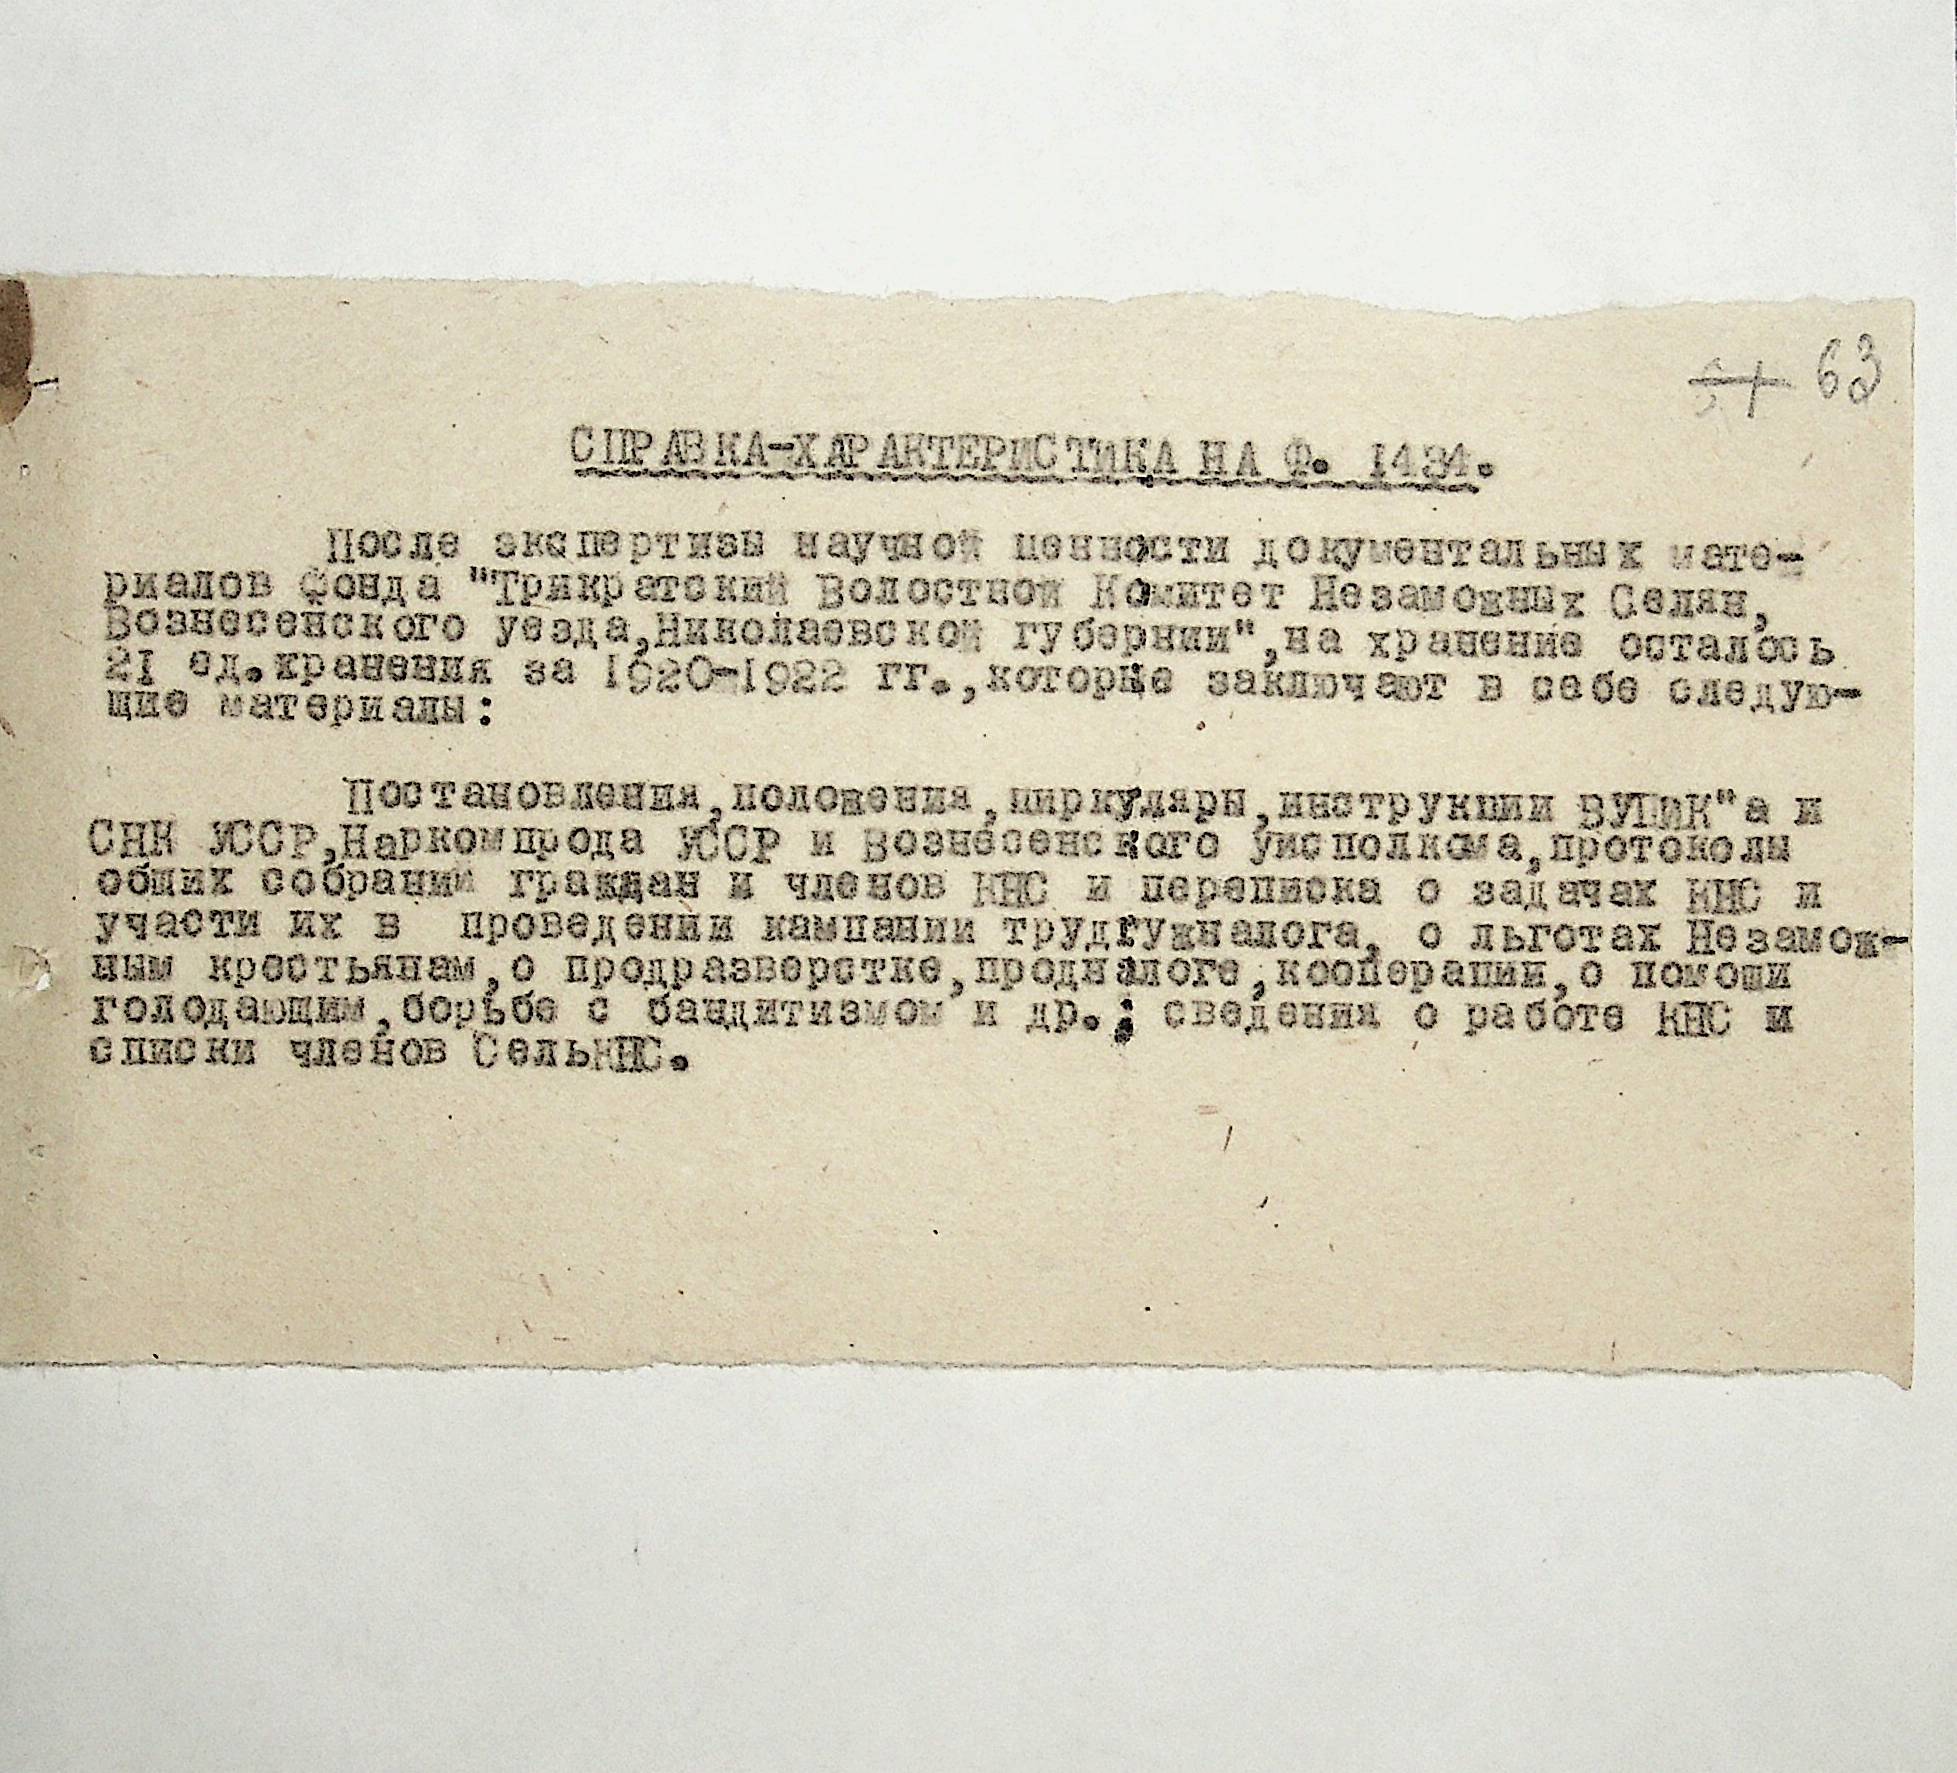 63
СПРАВКА-ХАРАКТЕРИСТИКА НА Ф. 1434.
После экспертизы научной ценности документальных мате-
риалов Фонда "Трикратский Волостной Комитет Незаможных Селян,
Вознесенского уезда,Николаевской губернии",на хранение осталось
21 ед.хранения за 1920-1922 гг.,которые заключают в себе следую-
щие материалы:
Постановления,положения,циркуляры,инструкции ВУЦИК"а и
СНК УССР,Наркомпрода УССР и Вознесенского уисполкома,протоколы
общих собраний граждан и членов КНС и переписка о задачах КНС и
участи их в проведении кампании трудгужналога, о льготах Незамож-
ным крестьянам,о продразверстке,продналоге,кооперации,о помощи
голодающим,борьбе с бандитизмом и др.; сведения о работе КНС и
списки членов СельКНС.